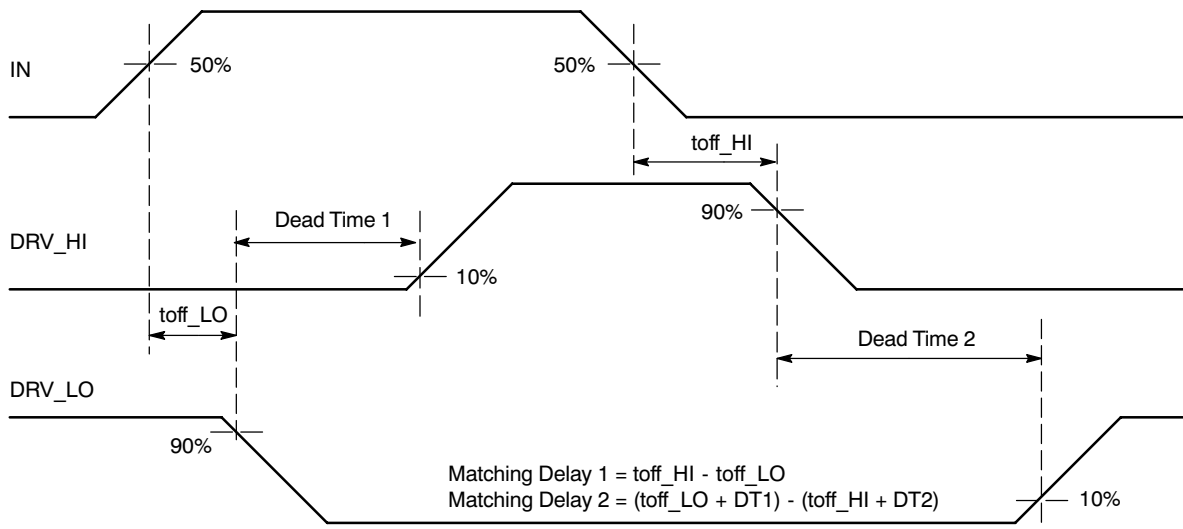 IN
50%
50%
toff_HI
Dead Time 1
90%
DRV_HI
10%
toff_LO
Dead Time 2
DRV_LO
90%
Matching Delay 1 = toff_HI - toff_LO
Matching Delay 2 = (toff_LO + DT1) - (toff_HI + DT2)
10%